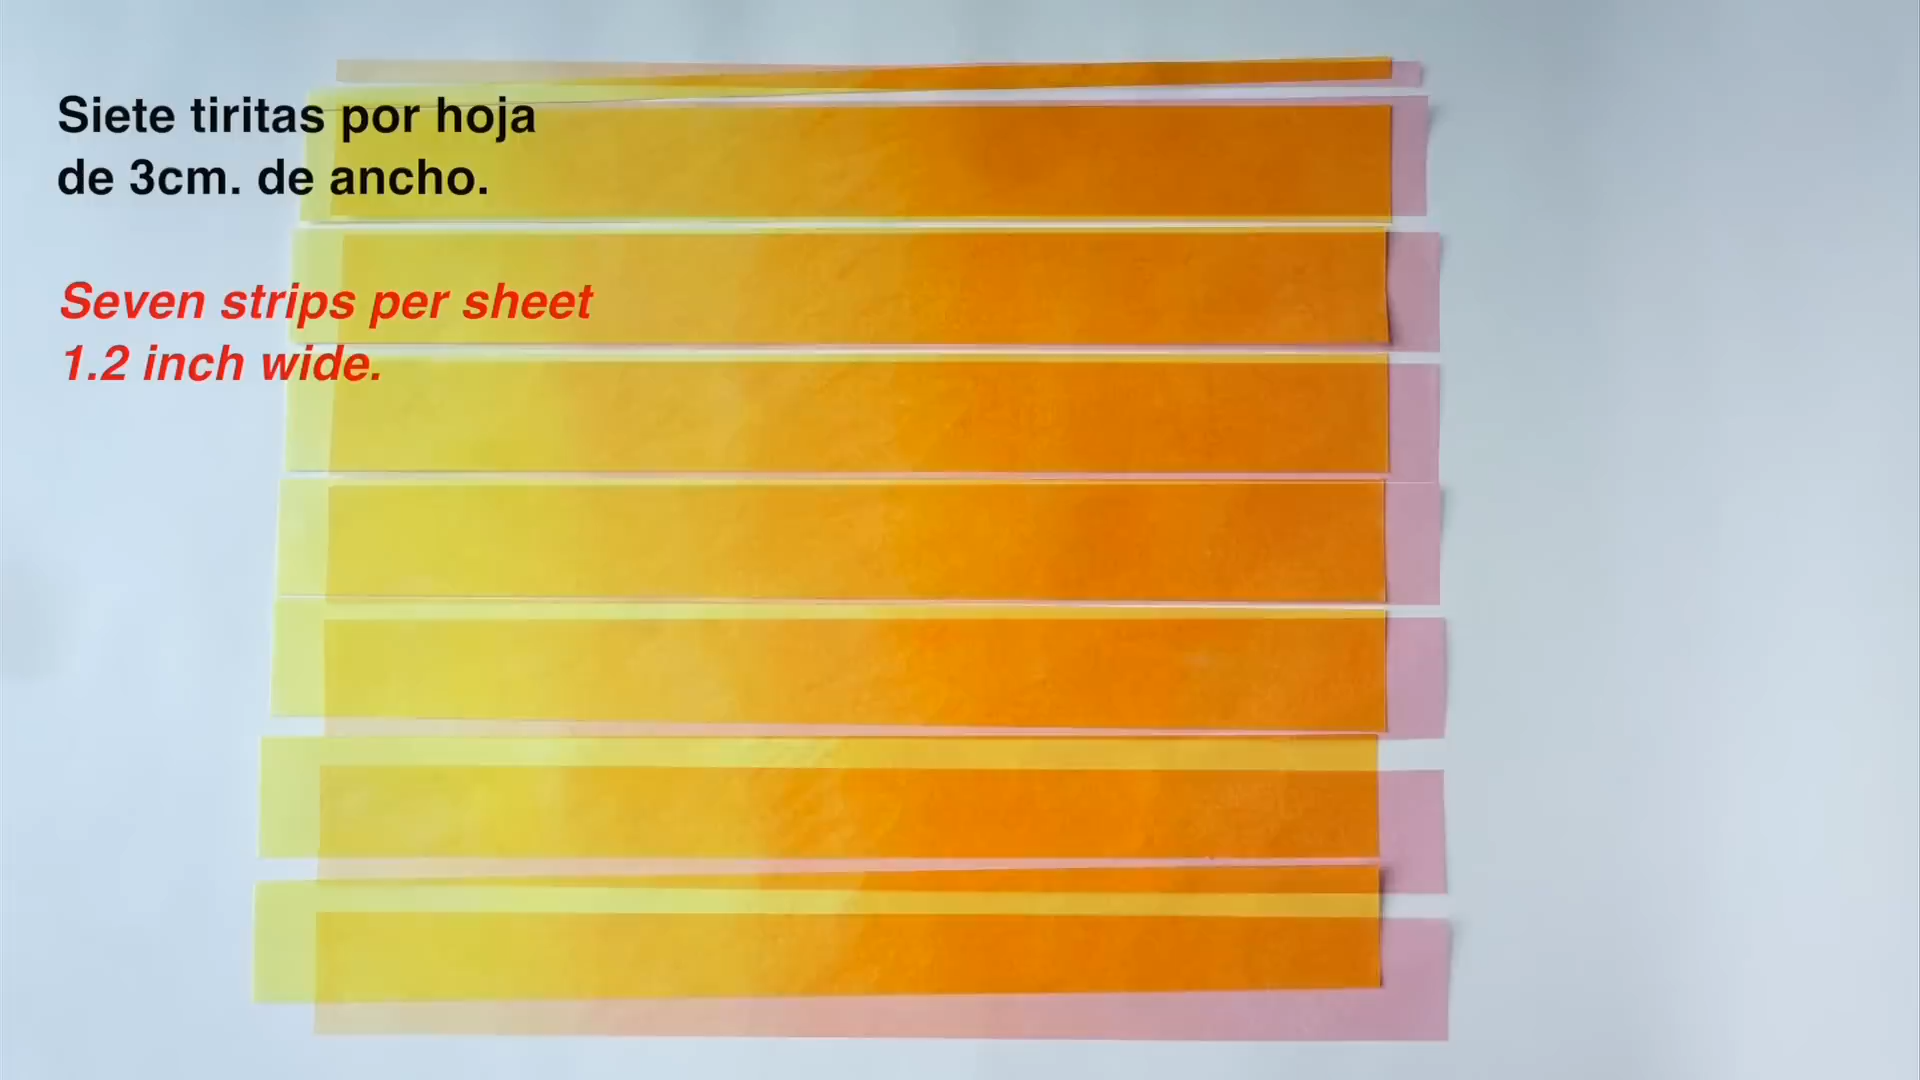 Siete tiritas por hoja
de 3cm. de ancho.
Seven strips per sheet
1.2 inch wide.